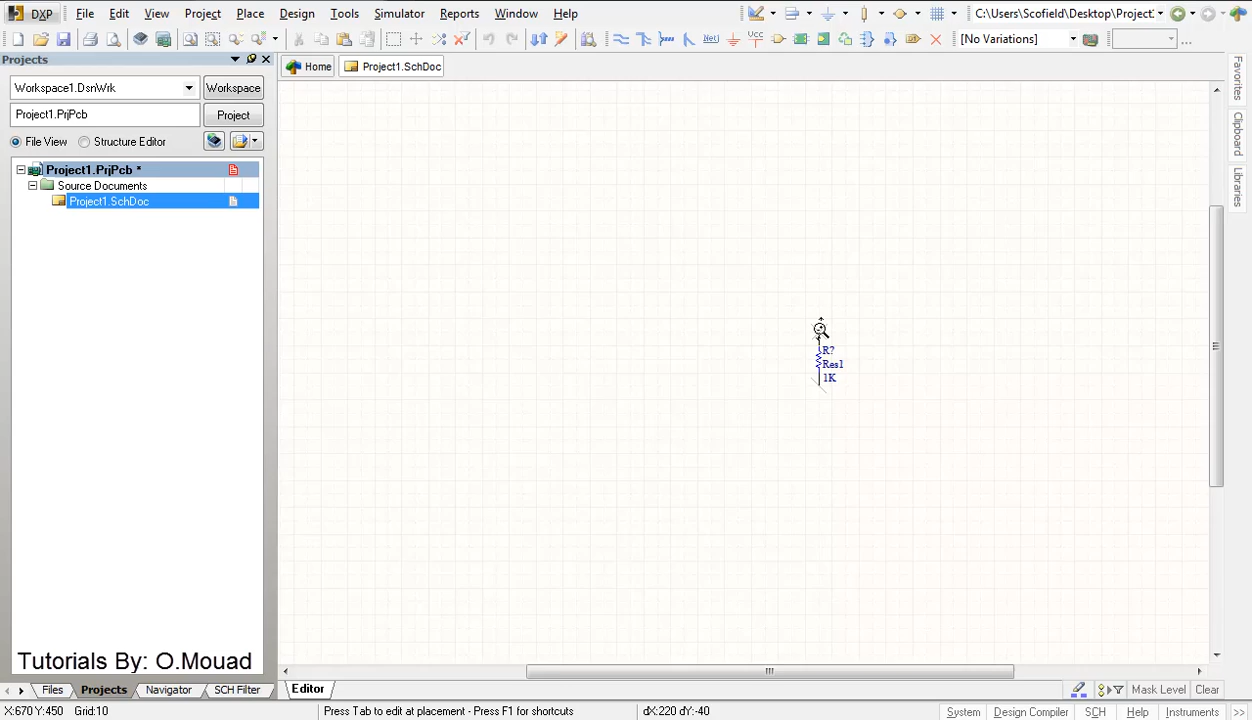 DXP File Edit View Project Place Design Tools Simulator Reports Window Help C:\Users\Scofield\Desktop\Project:
Net VCC D1 [No Variations] ...
Projects
Home Project1.SchDoc
Workspace1.DsnWrk Workspace
Project1.PrjPcb Project
File View Structure Editor
Project1.PrjPcb *
Source Documents
Project1.SchDoc
Favorites
Clipboard
Libraries
R?
Res1
1K
Tutorials By: O.Mouad
Files Projects Navigator SCH Filter Editor Mask Level Clear
X:670 Y:450 Grid:10 Press Tab to edit at placement - Press F1 for shortcuts dX:220 dY:-40 System Design Compiler SCH Help Instruments >>